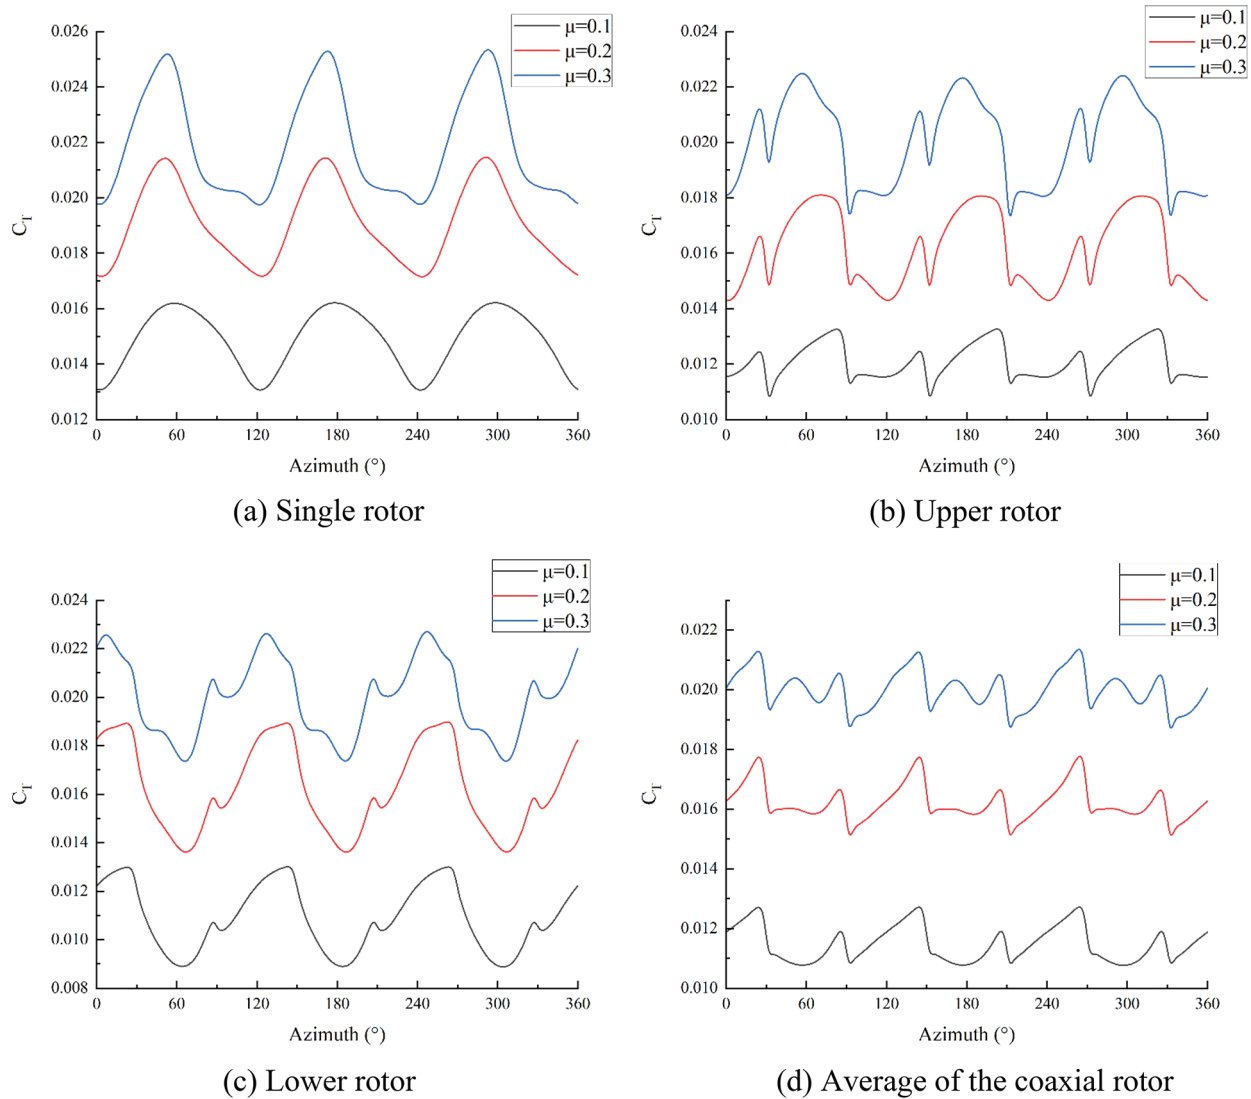 μ=0.1
μ=0.2
μ=0.3
0.026
0.024
0.022
0.020
0.018
0.016
0.014
0.012
C_T
0 60 120 180 240 300 360
Azimuth (°)
(a) Single rotor
μ=0.1
μ=0.2
μ=0.3
0.024
0.022
0.020
0.018
0.016
0.014
0.012
0.010
C_T
0 60 120 180 240 300 360
Azimuth (°)
(b) Upper rotor
μ=0.1
μ=0.2
μ=0.3
0.024
0.022
0.020
0.018
0.016
0.014
0.012
0.010
0.008
C_T
0 60 120 180 240 300 360
Azimuth (°)
(c) Lower rotor
μ=0.1
μ=0.2
μ=0.3
0.022
0.020
0.018
0.016
0.014
0.012
0.010
C_T
0 60 120 180 240 300 360
Azimuth (°)
(d) Average of the coaxial rotor